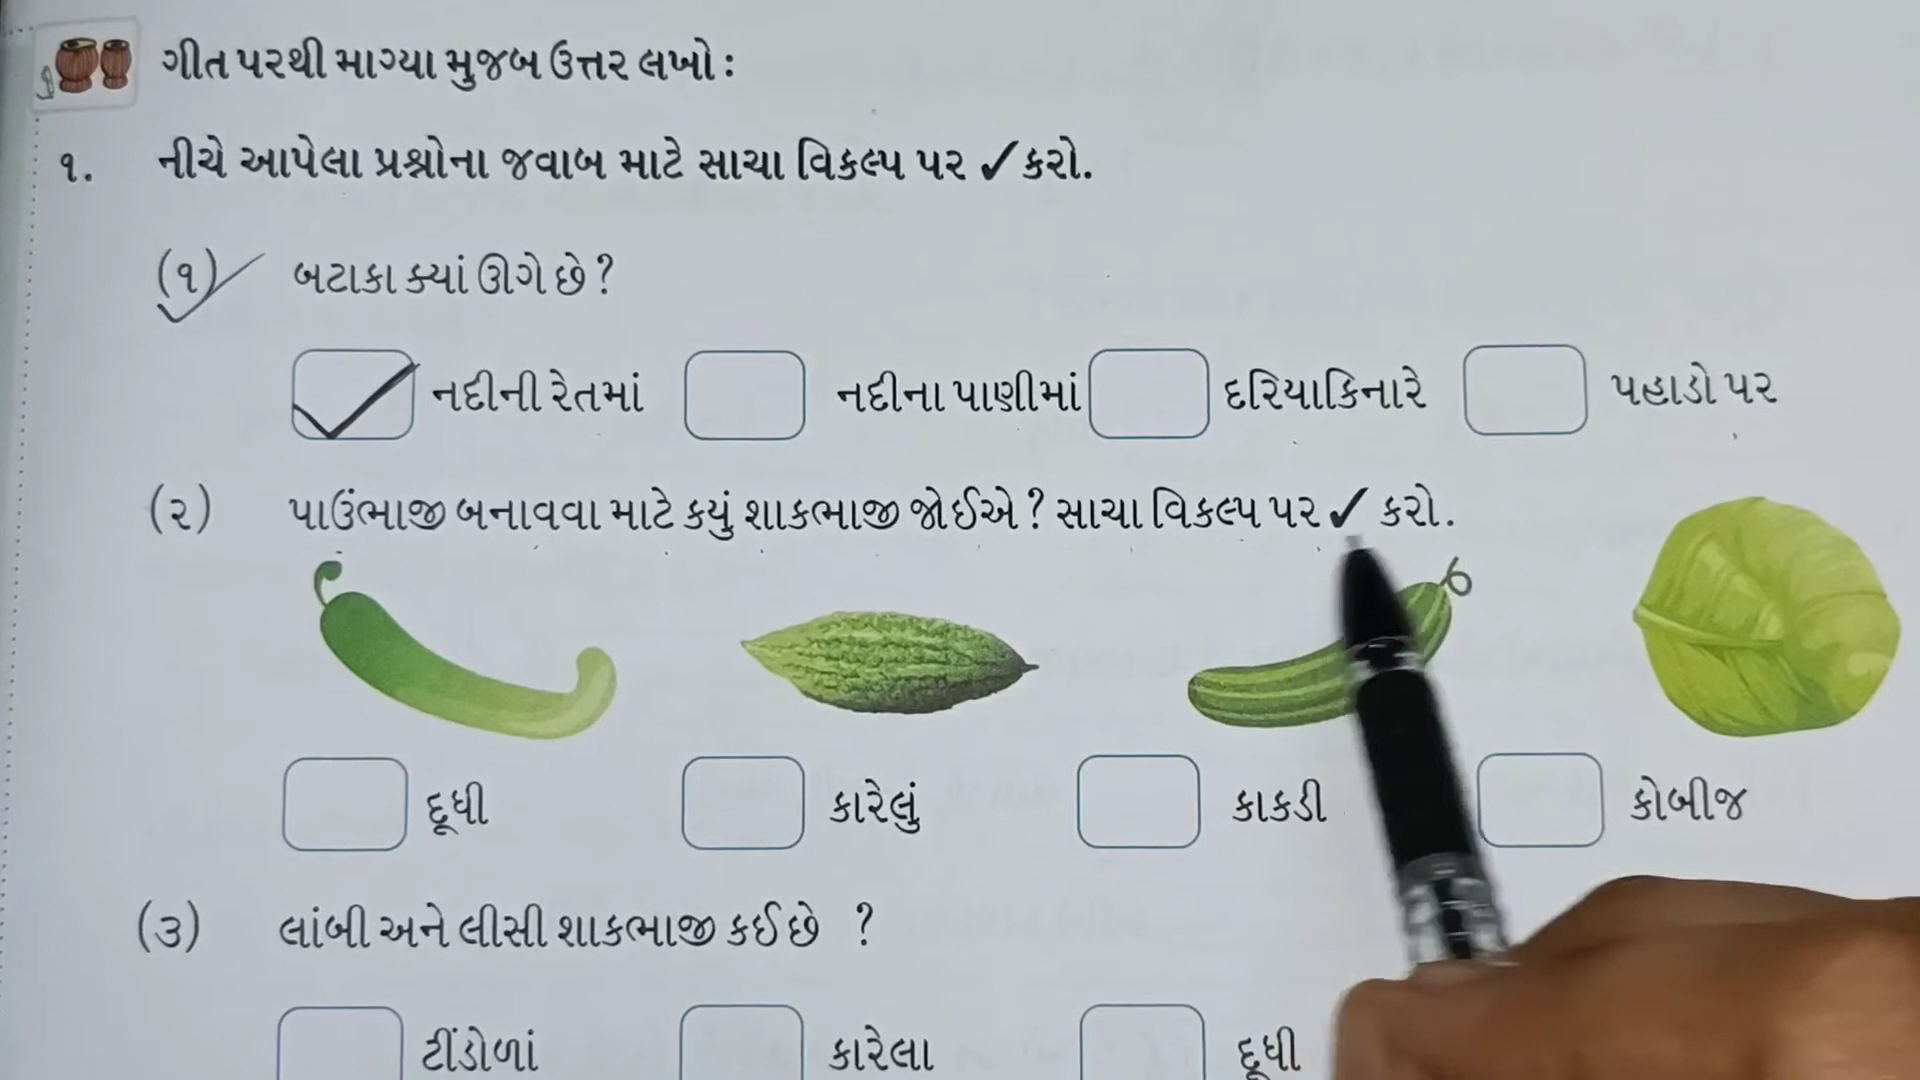 ગીત પરથી માગ્યા મુજબ ઉત્તર લખો :
૧. નીચે આપેલા પ્રશ્નોના જવાબ માટે સાચા વિકલ્પ પર ✓ કરો.
(૧) બટાકા ક્યાં ઊગે છે ?
નદીની રેતમાં નદીના પાણીમાં દરિયાકિનારે પહાડો પર
(૨) પાઉંભાજી બનાવવા માટે કયું શાકભાજી જોઈએ ? સાચા વિકલ્પ પર ✓ કરો.
દૂધી કારેલું કાકડી કોબીજ
(૩) લાંબી અને લીસી શાકભાજી કઈ છે ?
ટીંડોળાં કારેલા દૂધી